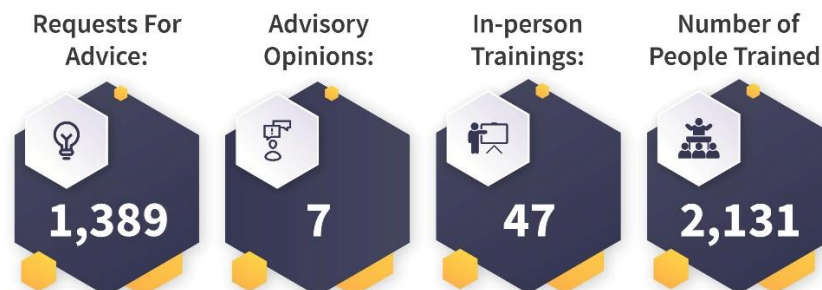 Requests For
Advice:
1,389
Advisory
Opinions:
7
In-person
Trainings:
47
Number of
People Trained
2,131